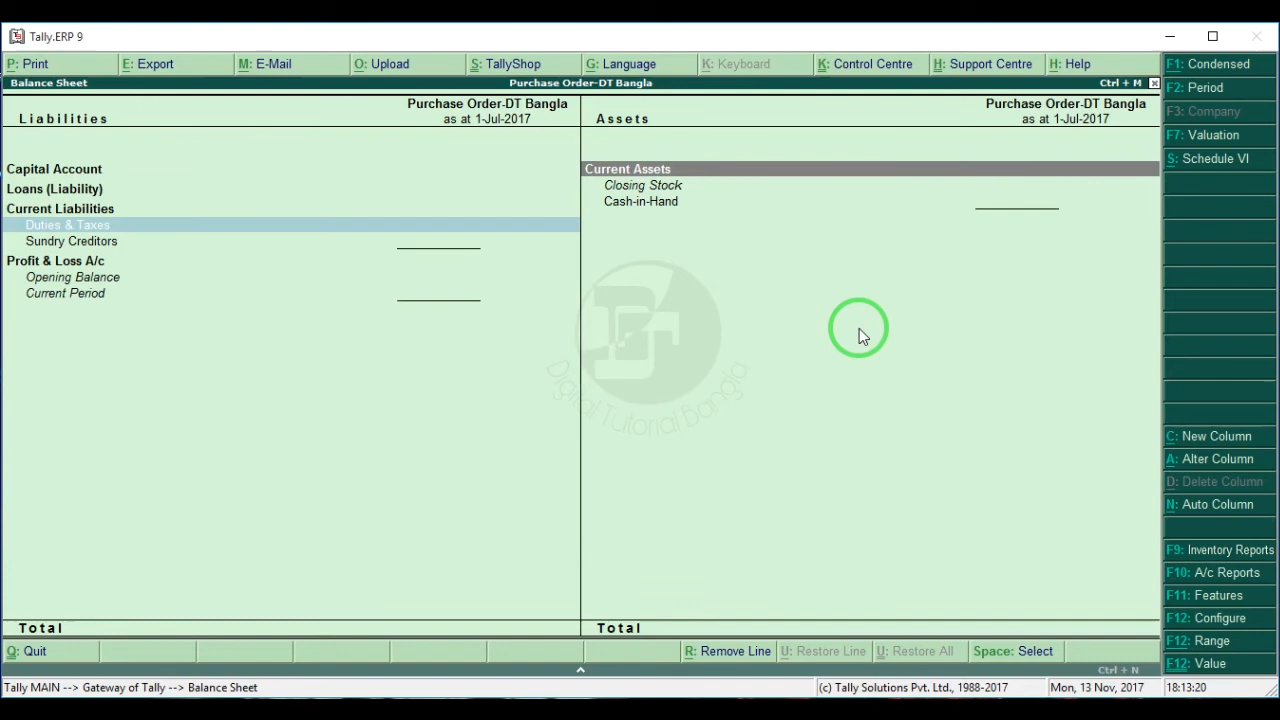 Tally.ERP 9
P: Print E: Export M: E-Mail O: Upload S: TallyShop G: Language K: Keyboard K: Control Centre H: Support Centre H: Help
Balance Sheet Purchase Order-DT Bangla Ctrl + M
Liabilities
Purchase Order-DT Bangla
as at 1-Jul-2017
Capital Account
Loans (Liability)
Current Liabilities
Duties & Taxes
Sundry Creditors
Profit & Loss A/c
Opening Balance
Current Period
Total
Assets
Purchase Order-DT Bangla
as at 1-Jul-2017
Current Assets
Closing Stock
Cash-in-Hand
Digital Tutorial Bangla
Total
F1: Condensed
F2: Period
F3: Company
F7: Valuation
S: Schedule VI
C: New Column
A: Alter Column
D: Delete Column
N: Auto Column
F9: Inventory Reports
F10: A/c Reports
F11: Features
F12: Configure
F12: Range
F12: Value
Q: Quit R: Remove Line U: Restore Line U: Restore All Space: Select
Ctrl + N
Tally MAIN --> Gateway of Tally --> Balance Sheet (c) Tally Solutions Pvt. Ltd., 1988-2017 Mon, 13 Nov, 2017 18:13:20